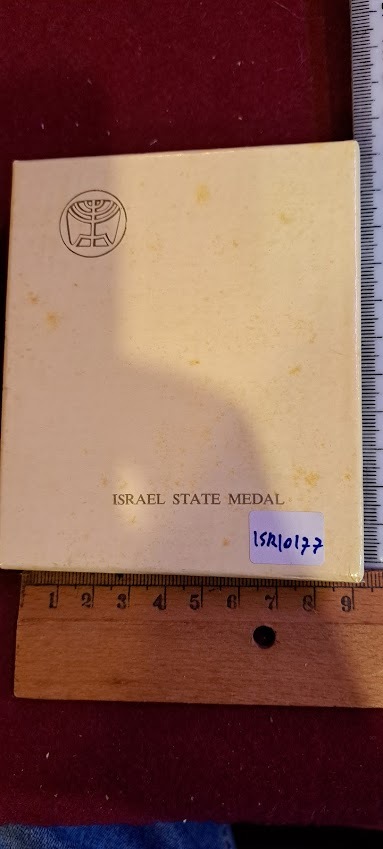 ISRAEL STATE MEDAL
ISR/0177
1 2 3 4 5 6 7 8 9